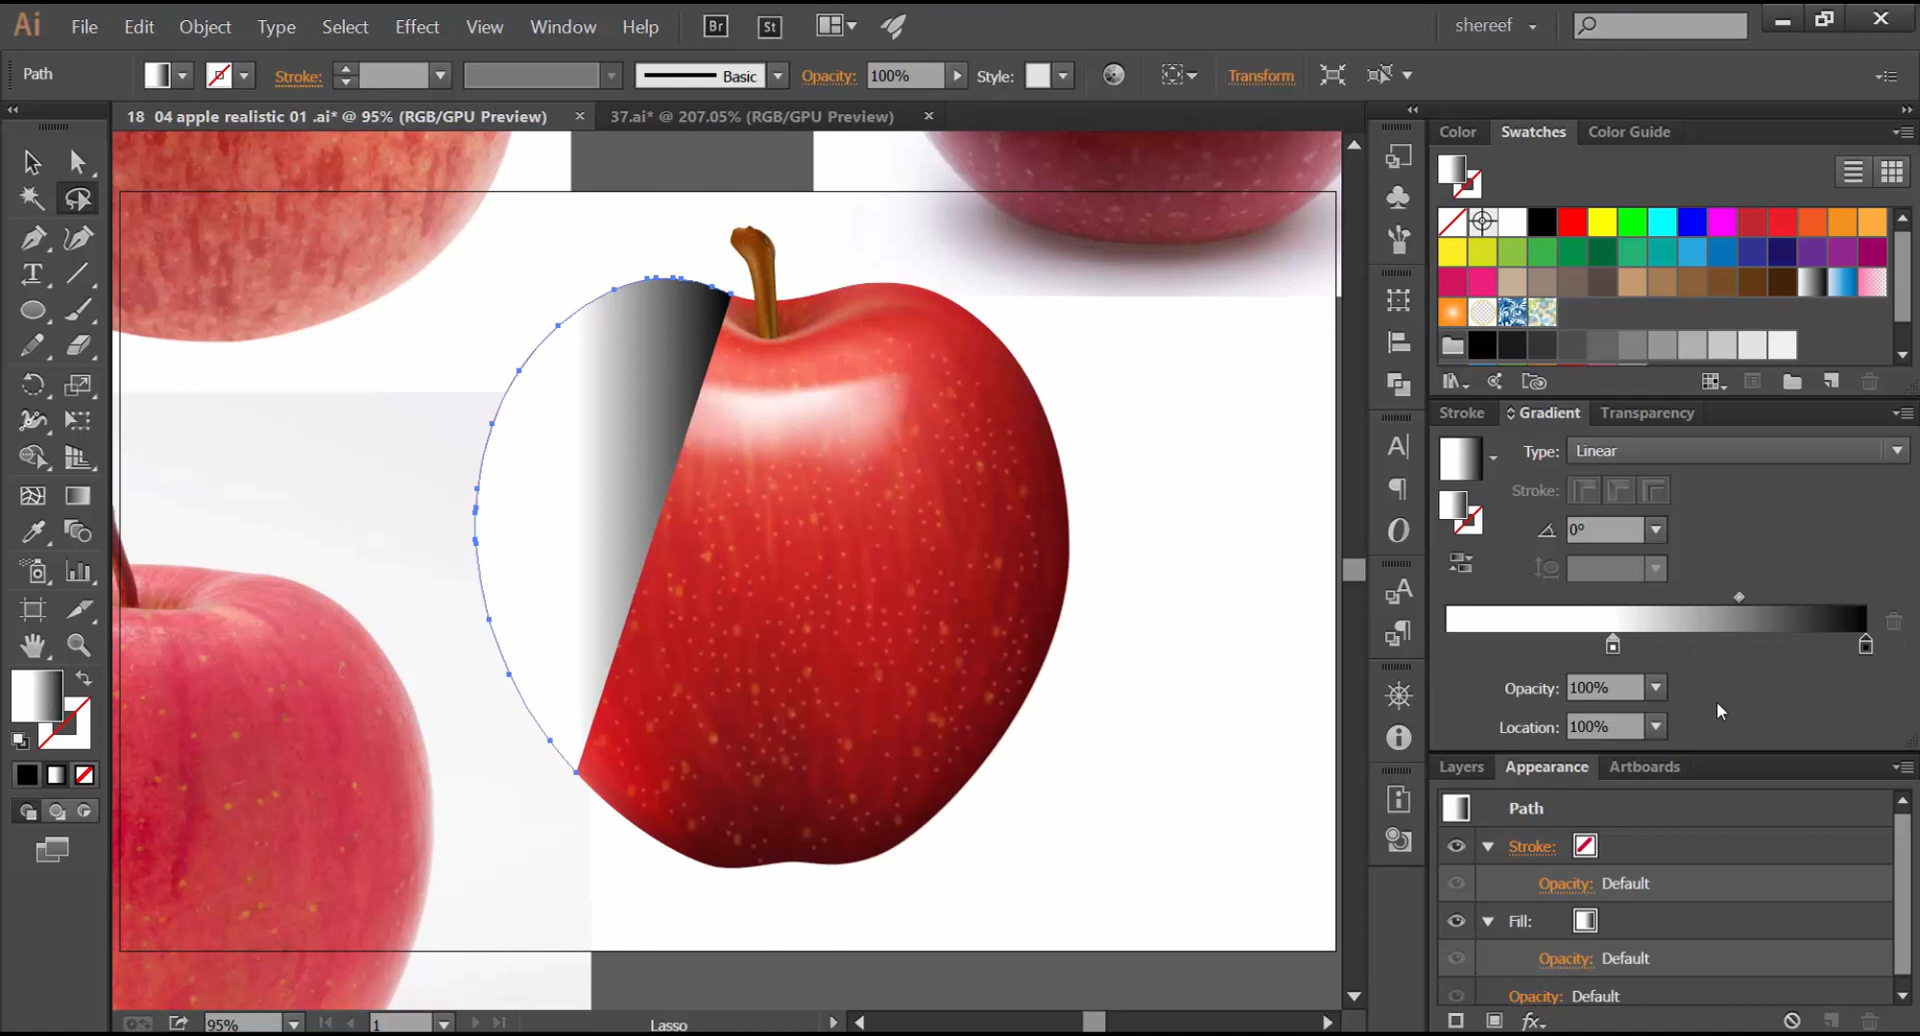 Ai File Edit Object Type Select Effect View Window Help Br St shereef
Path Stroke: Basic Opacity: 100% Style: Transform
18 04 apple realistic 01 .ai* @ 95% (RGB/GPU Preview) × 37.ai* @ 207.05% (RGB/GPU Preview) ×
Color Swatches Color Guide
Stroke Gradient Transparency
Type: Linear
Stroke:
0°
Opacity: 100%
Location: 100%
Layers Appearance Artboards
Path
Stroke:
Opacity: Default
Fill:
Opacity: Default
Opacity: Default
95% 1 Lasso
fx